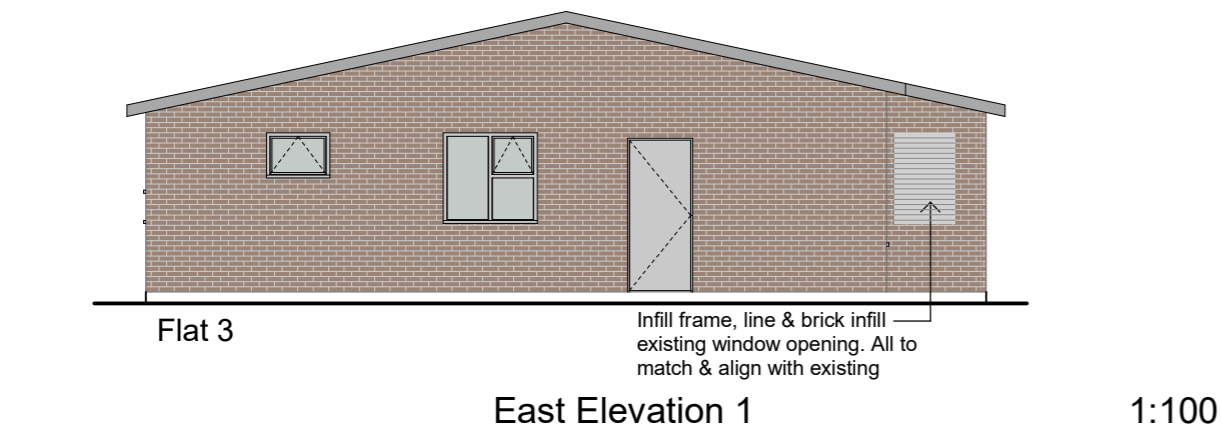 Flat 3
Infill frame, line & brick infill
existing window opening. All to
match & align with existing
East Elevation 1
1:100